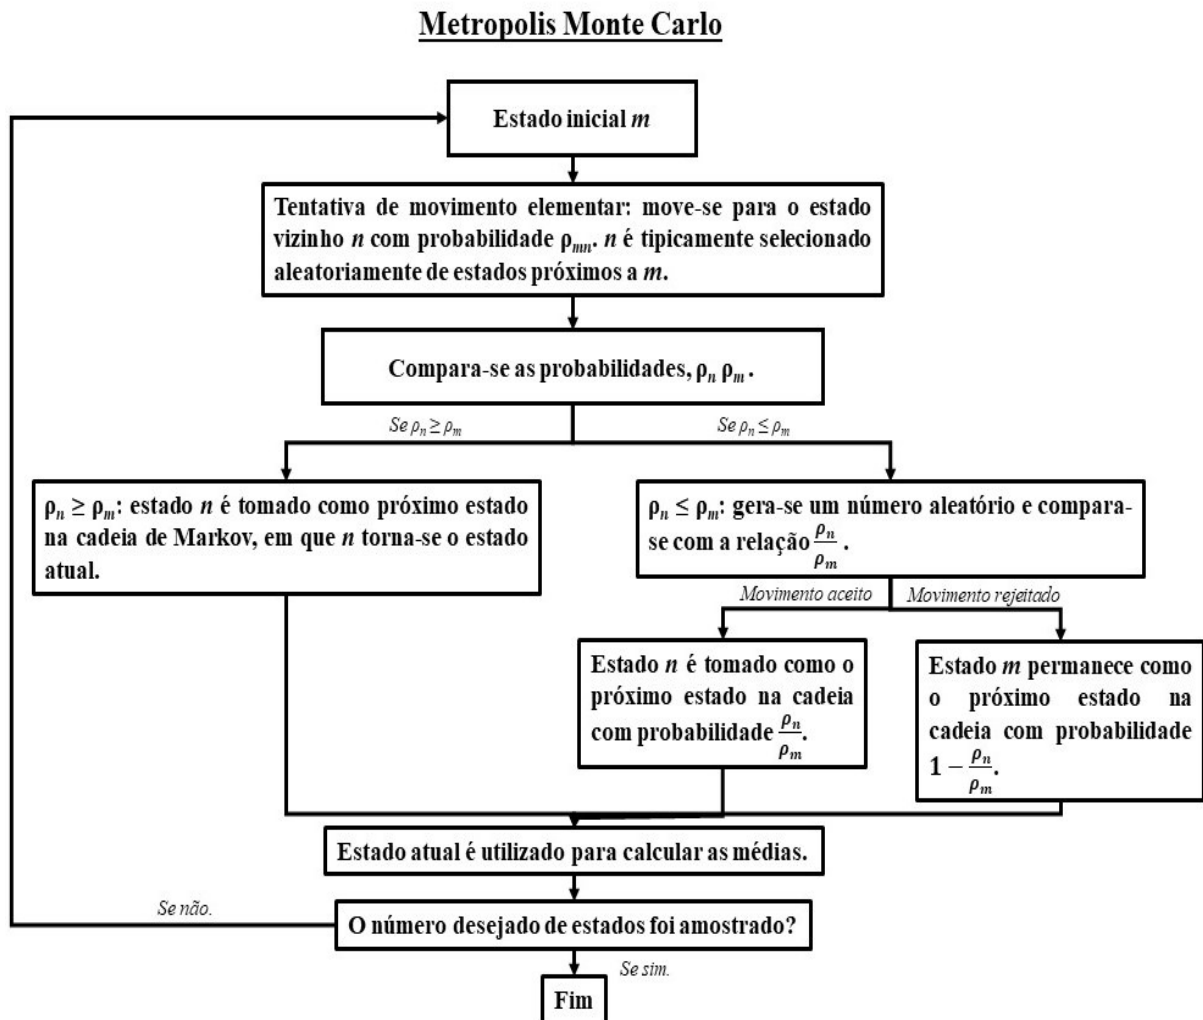 Metropolis Monte Carlo
Estado inicial m
Tentativa de movimento elementar: move-se para o estado
vizinho n com probabilidade ρmn. n é tipicamente selecionado
aleatoriamente de estados próximos a m.
Compara-se as probabilidades, ρn ρm .
Se ρn ≥ ρm
Se ρn ≤ ρm
ρn ≥ ρm: estado n é tomado como próximo estado
na cadeia de Markov, em que n torna-se o estado
atual.
ρn ≤ ρm: gera-se um número aleatório e compara-
se com a relação ρn/ρm .
Movimento aceito
Movimento rejeitado
Estado n é tomado como o
próximo estado na cadeia
com probabilidade ρn/ρm.
Estado m permanece como
o próximo estado na
cadeia com probabilidade
1 − ρn/ρm.
Estado atual é utilizado para calcular as médias.
Se não.
O número desejado de estados foi amostrado?
Se sim.
Fim